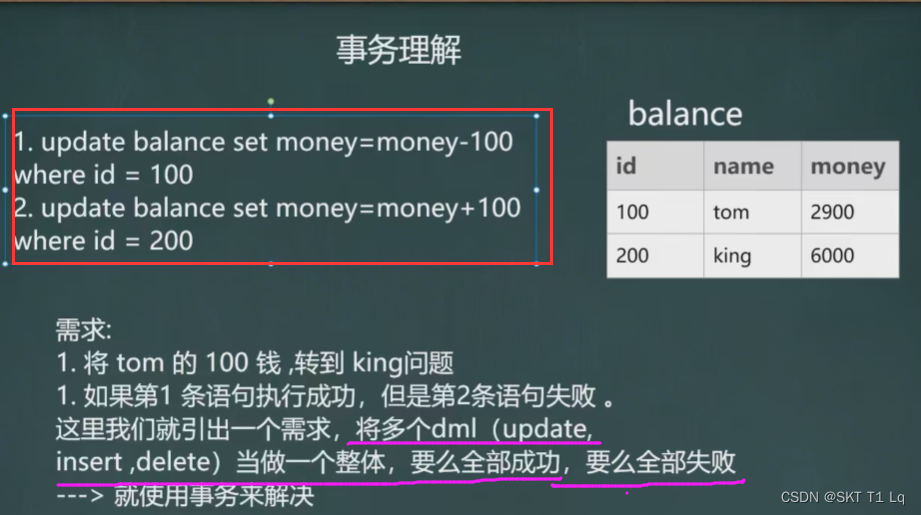 事务理解
1. update balance set money=money-100
where id = 100
2. update balance set money=money+100
where id = 200
balance
id name money
100 tom 2900
200 king 6000
需求:
1. 将 tom 的 100 钱 ,转到 king问题
1. 如果第1 条语句执行成功，但是第2条语句失败 。
这里我们就引出一个需求，将多个dml（update,
insert ,delete）当做一个整体，要么全部成功，要么全部失败
---> 就使用事务来解决
CSDN @SKT T1 Lq